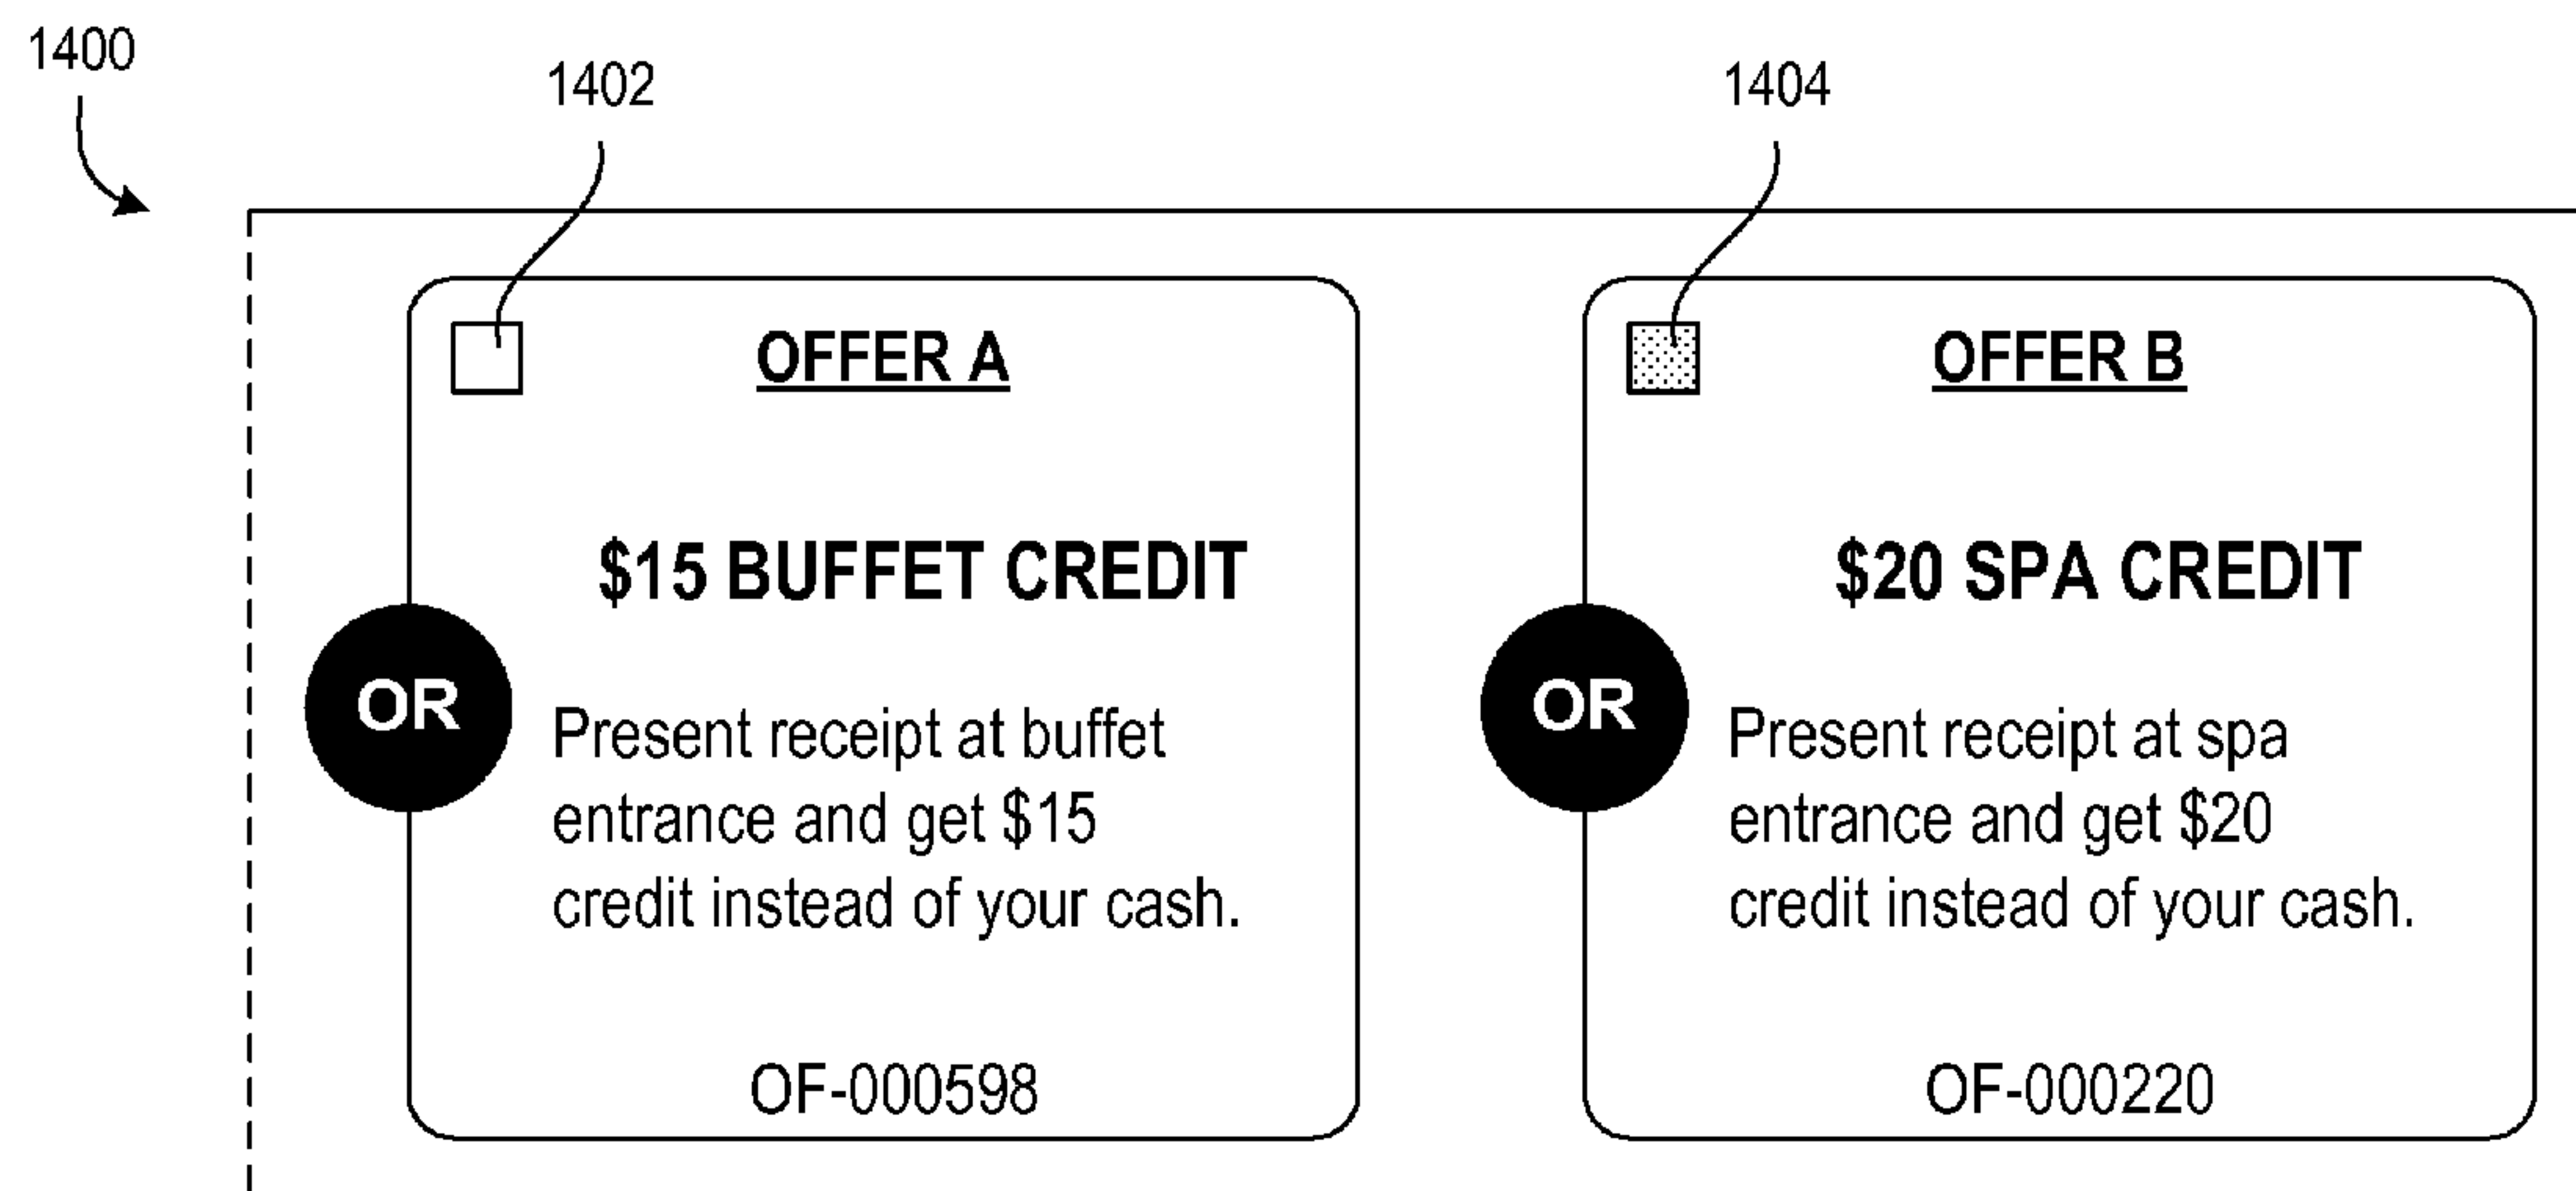 1400
1402
1404
OFFER A
$15 BUFFET CREDIT
OR
Present receipt at buffet
entrance and get $15
credit instead of your cash.
OF-000598
OFFER B
$20 SPA CREDIT
OR
Present receipt at spa
entrance and get $20
credit instead of your cash.
OF-000220